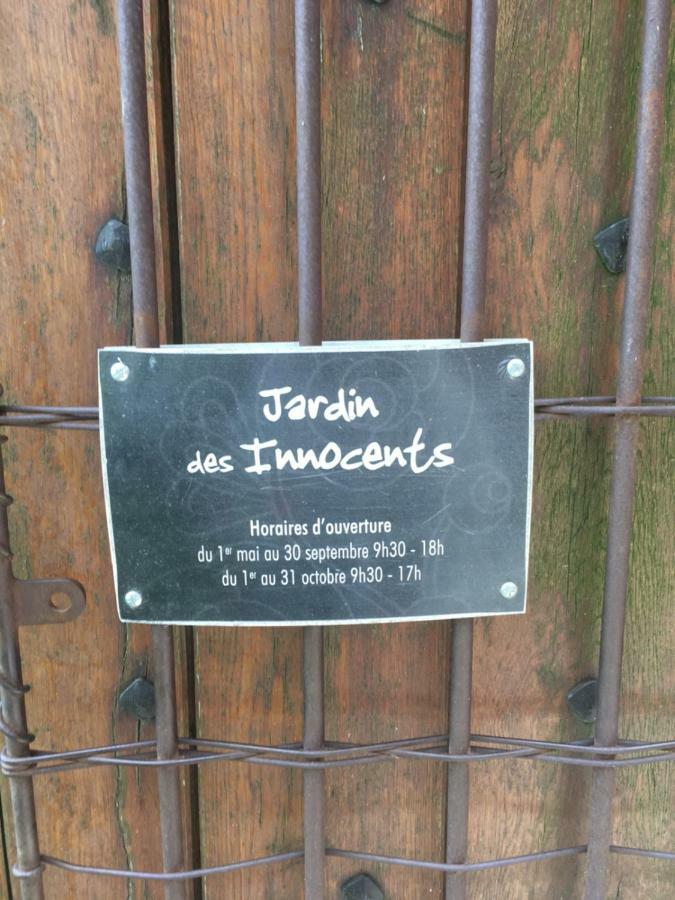 Jardin
des Innocents
Horaires d'ouverture
du 1er mai au 30 septembre 9h30 - 18h
du 1er au 31 octobre 9h30 - 17h